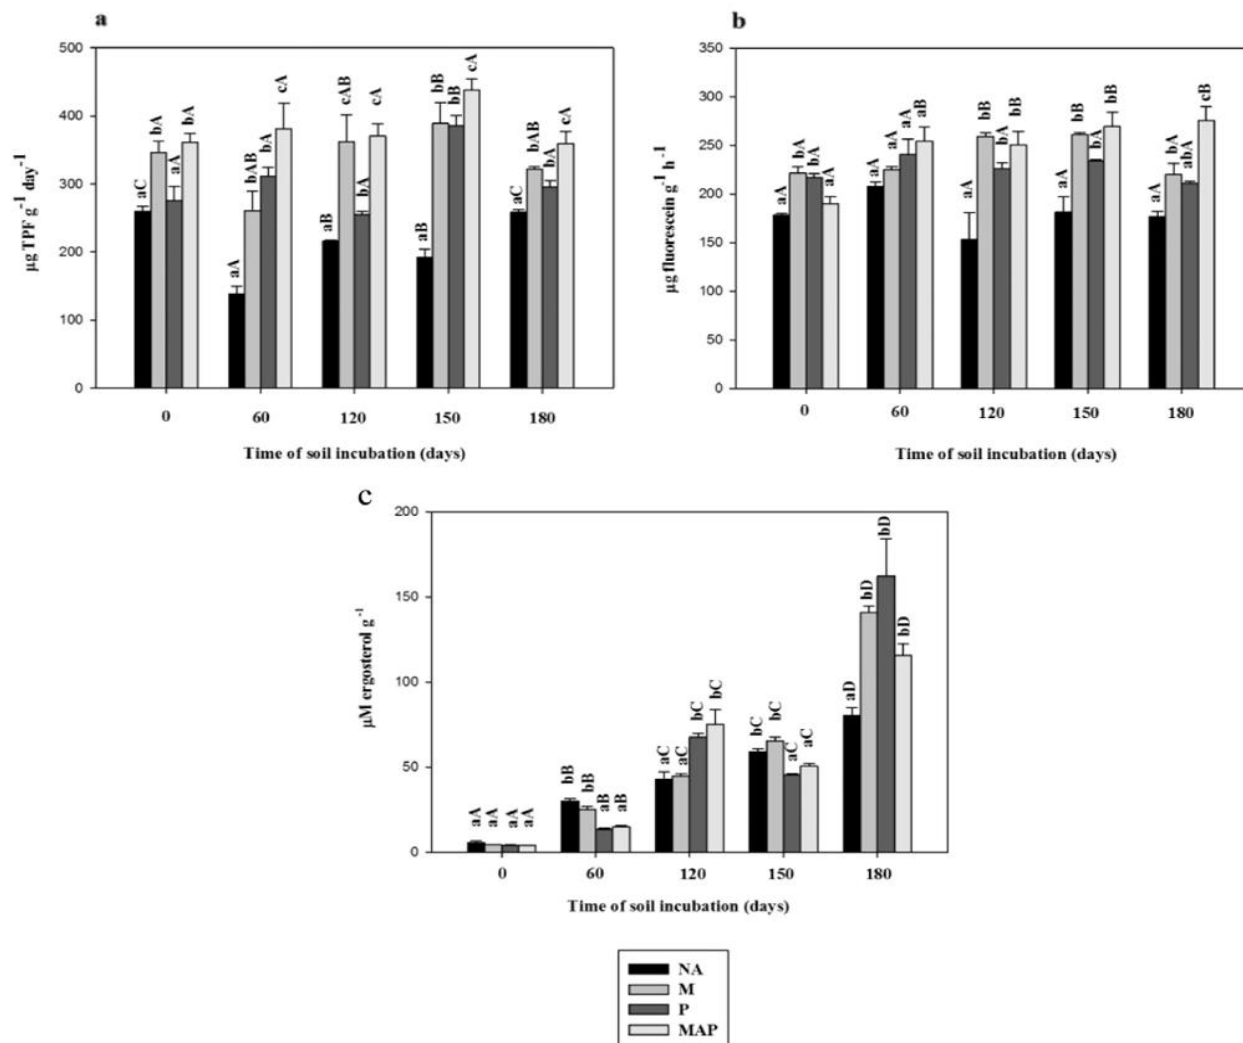 a
500
400
300
200
100
0
µg TPF g⁻¹ day⁻¹
aC bA aA bA
aA bAB bA cA
aB cAB bA cA
aB bB bB cA
aC bAB bA cA
0 60 120 150 180
Time of soil incubation (days)
b
350
300
250
200
150
100
50
0
µg fluorescein g⁻¹ h⁻¹
aA bA bA aA
aA aA aA aB
aA bB bA bB
aA bB bA bB
aA bA abA cB
0 60 120 150 180
Time of soil incubation (days)
c
200
150
100
50
0
µM ergosterol g⁻¹
aA aA aA aA
bB bB aB aB
aC aC bC bC
bC bC aC aC
aD bD bD bD
0 60 120 150 180
Time of soil incubation (days)
NA
M
P
MAP